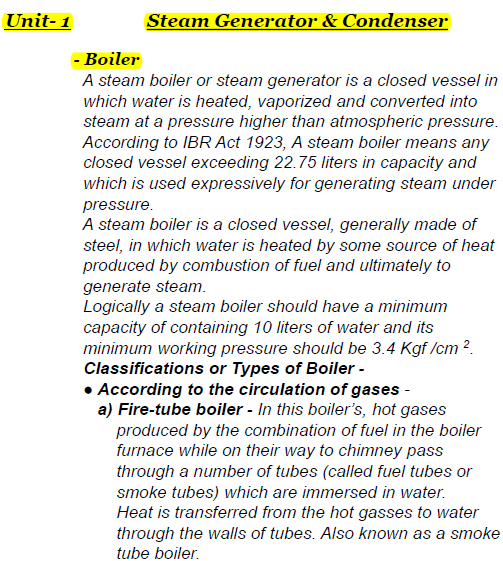 Unit- 1 Steam Generator & Condenser
- Boiler
A steam boiler or steam generator is a closed vessel in
which water is heated, vaporized and converted into
steam at a pressure higher than atmospheric pressure.
According to IBR Act 1923, A steam boiler means any
closed vessel exceeding 22.75 liters in capacity and
which is used expressively for generating steam under
pressure.
A steam boiler is a closed vessel, generally made of
steel, in which water is heated by some source of heat
produced by combustion of fuel and ultimately to
generate steam.
Logically a steam boiler should have a minimum
capacity of containing 10 liters of water and its
minimum working pressure should be 3.4 Kgf /cm ².
Classifications or Types of Boiler -
● According to the circulation of gases -
a) Fire-tube boiler - In this boiler’s, hot gases
produced by the combination of fuel in the boiler
furnace while on their way to chimney pass
through a number of tubes (called fuel tubes or
smoke tubes) which are immersed in water.
Heat is transferred from the hot gasses to water
through the walls of tubes. Also known as a smoke
tube boiler.